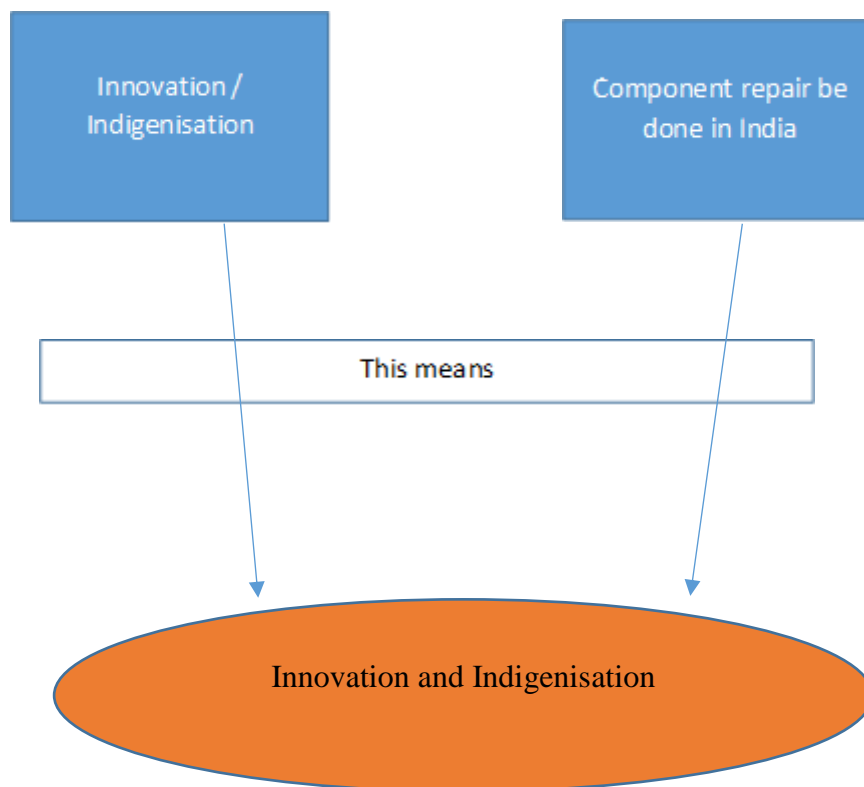 Innovation /
Indigenisation
Component repair be
done in India
This means
Innovation and Indigenisation